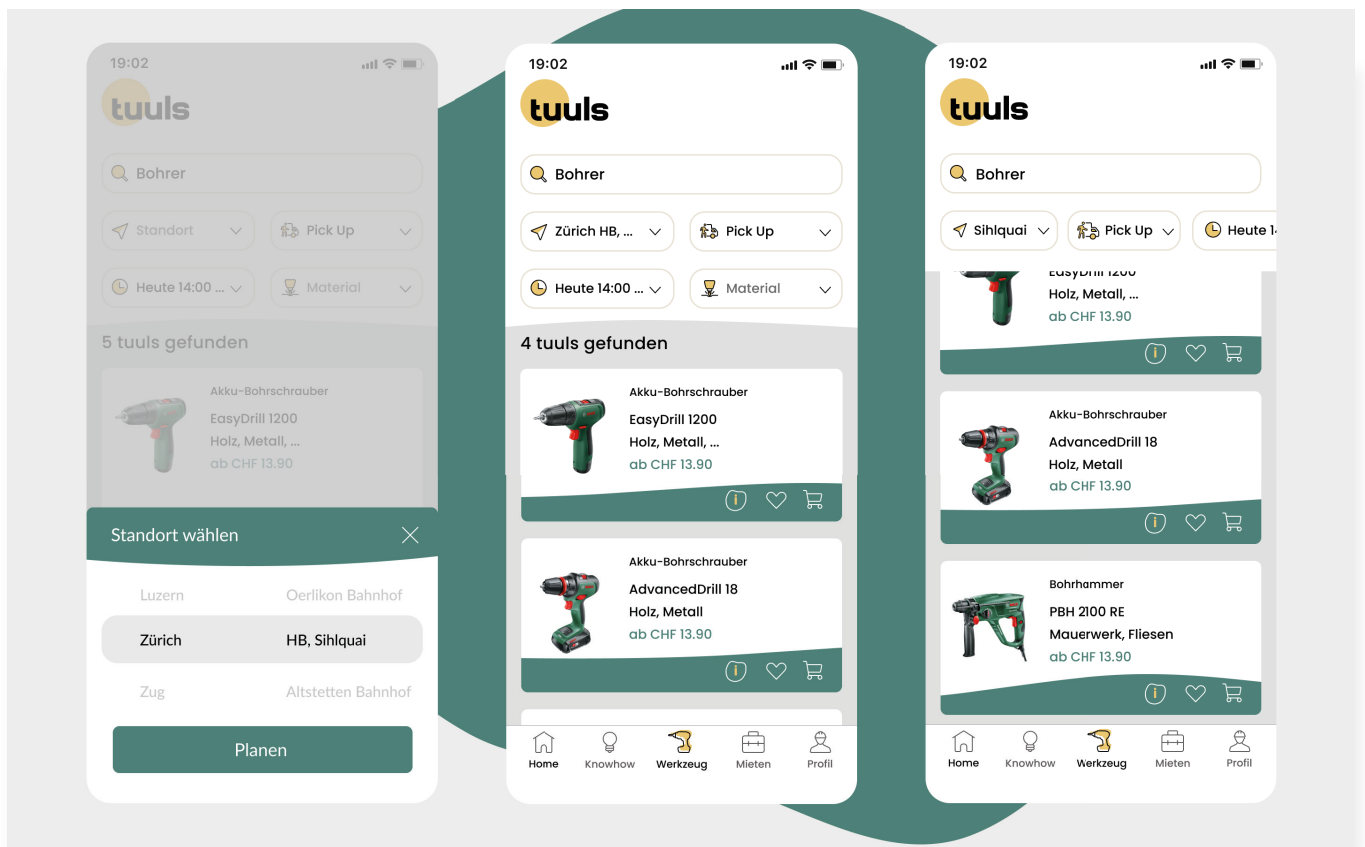 19:02
tuuls
Bohrer
Standort
Pick Up
Heute 14:00 ...
Material
5 tuuls gefunden
Akku-Bohrschrauber
EasyDrill 1200
Holz, Metall, ...
ab CHF 13.90
Standort wählen
Luzern Oerlikon Bahnhof
Zürich HB, Sihlquai
Zug Altstetten Bahnhof
Planen
19:02
tuuls
Bohrer
Zürich HB, ...
Pick Up
Heute 14:00 ...
Material
4 tuuls gefunden
Akku-Bohrschrauber
EasyDrill 1200
Holz, Metall, ...
ab CHF 13.90
i
Akku-Bohrschrauber
AdvancedDrill 18
Holz, Metall
ab CHF 13.90
i
Home Knowhow Werkzeug Mieten Profil
19:02
tuuls
Bohrer
Sihlquai
Pick Up
Heute 1
EasyDrill 1200
Holz, Metall, ...
ab CHF 13.90
i
Akku-Bohrschrauber
AdvancedDrill 18
Holz, Metall
ab CHF 13.90
i
Bohrhammer
PBH 2100 RE
Mauerwerk, Fliesen
ab CHF 13.90
i
Home Knowhow Werkzeug Mieten Profil